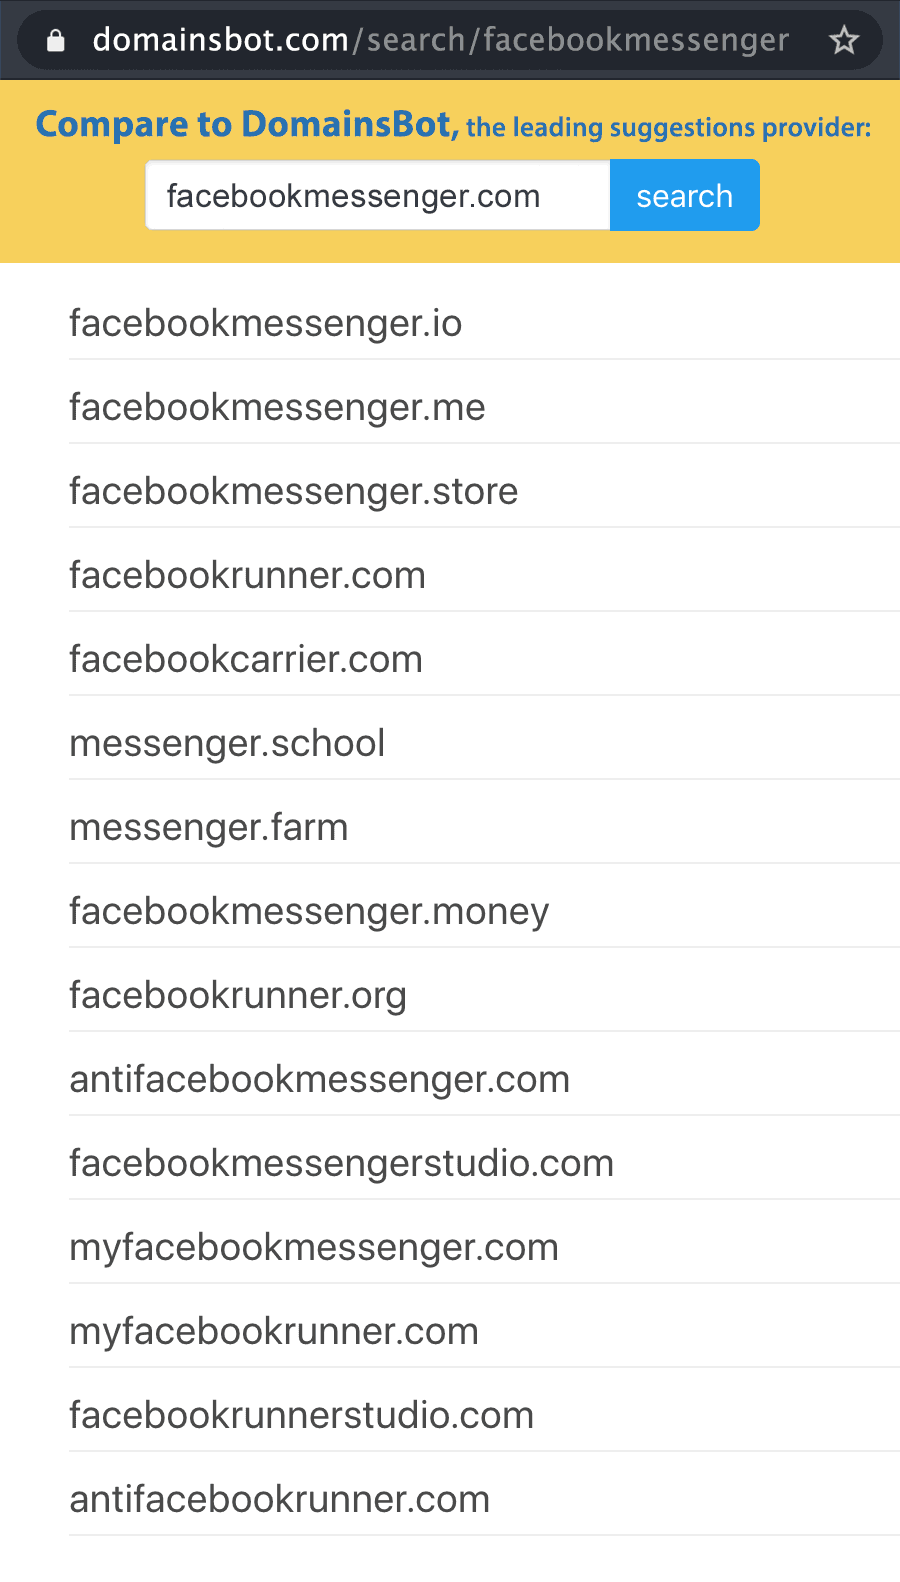 domainsbot.com/search/facebookmessenger
Compare to DomainsBot, the leading suggestions provider:
facebookmessenger.com search
facebookmessenger.io
facebookmessenger.me
facebookmessenger.store
facebookrunner.com
facebookcarrier.com
messenger.school
messenger.farm
facebookmessenger.money
facebookrunner.org
antifacebookmessenger.com
facebookmessengerstudio.com
myfacebookmessenger.com
myfacebookrunner.com
facebookrunnerstudio.com
antifacebookrunner.com